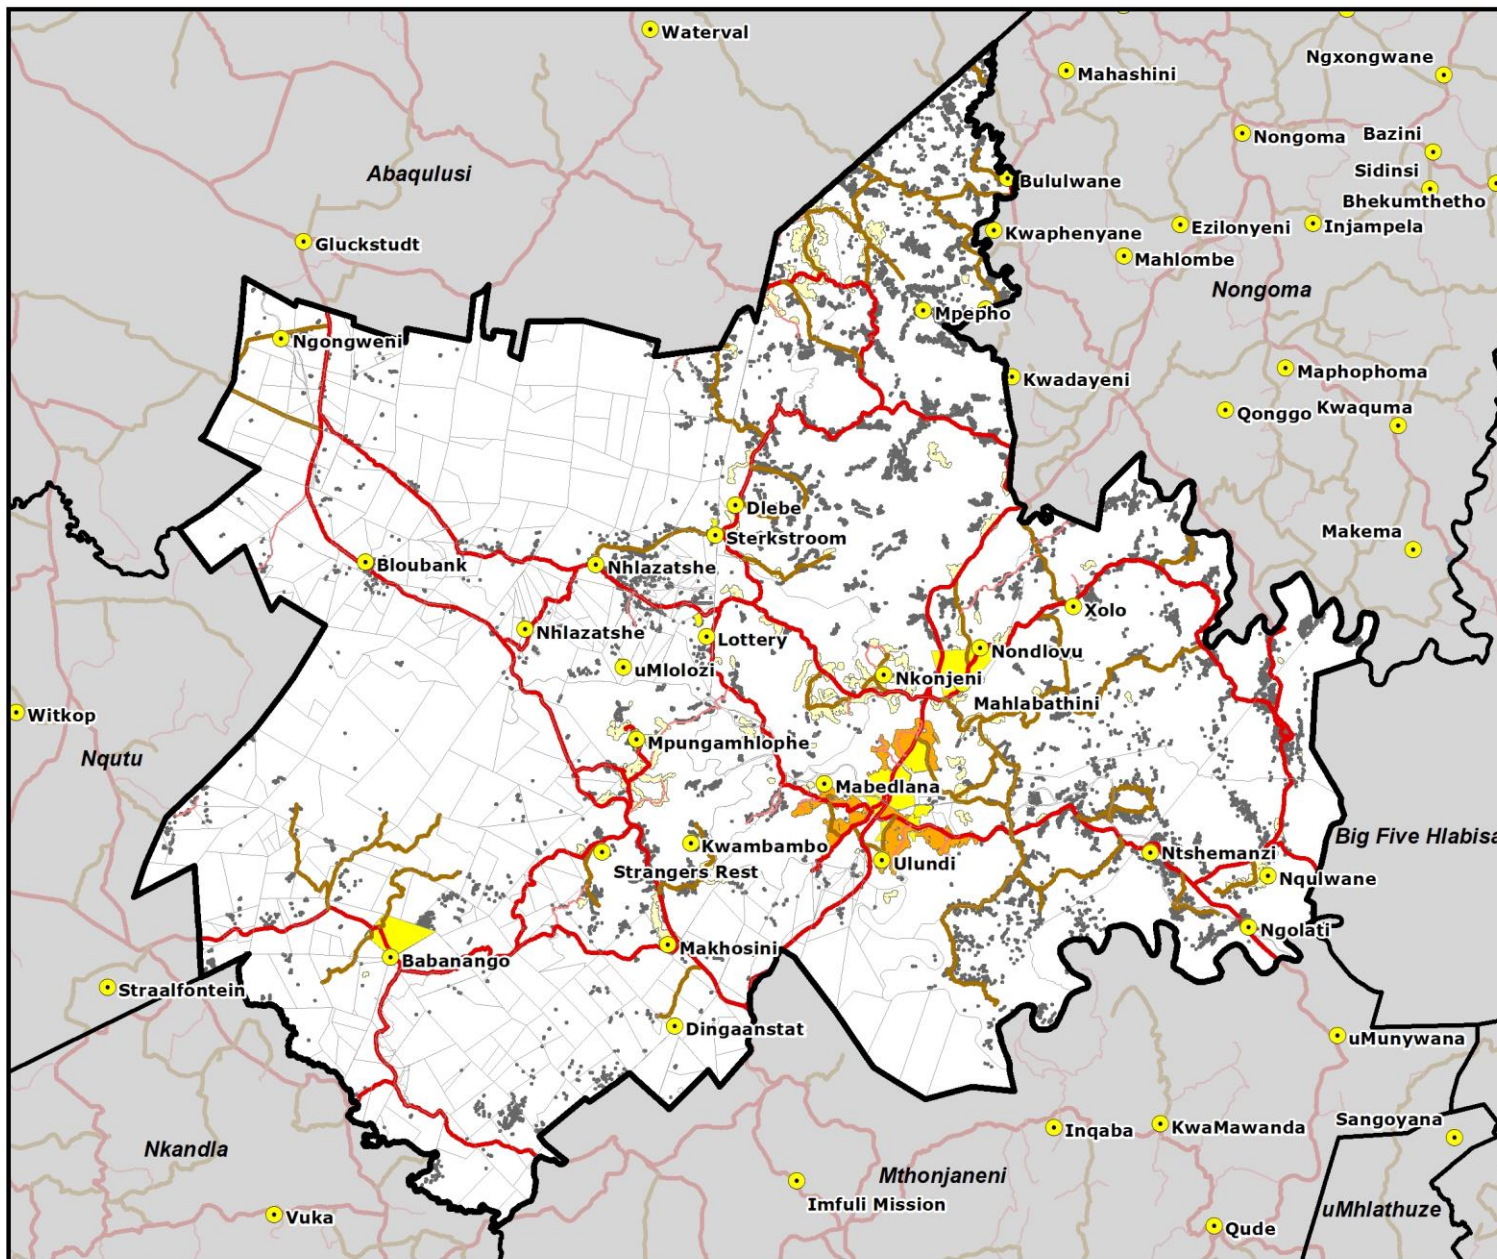 Waterval
Ngxongwane
Mahashini
Nongoma
Bazini
Abaqulusi
Sidinsi
Bululwane
Bhekumthetho
Gluckstudt
Kwaphenyane
Ezilonyeni
Injampela
Mahlombe
Nongoma
Mpepho
Ngongweni
Kwadayeni
Maphophoma
Qonggo
Kwaquma
Dlebe
Makema
Sterkstroom
Bloubank
Nhlazatshe
Xolo
Nhlazatshe
Lottery
Nondlovu
uMlolozi
Nkonjeni
Mahlabathini
Witkop
Mpungamhlophe
Nqutu
Mabedlana
Big Five Hlabisa
Kwambambo
Ntshemanzi
Ulundi
Strangers Rest
Nqulwane
Ngolati
Makhosini
Babanango
Straalfontein
Dingaanstat
uMunywana
Sangoyana
Inqaba
KwaMawanda
Nkandla
Mthonjaneni
Imfuli Mission
uMhlathuze
Vuka
Qude